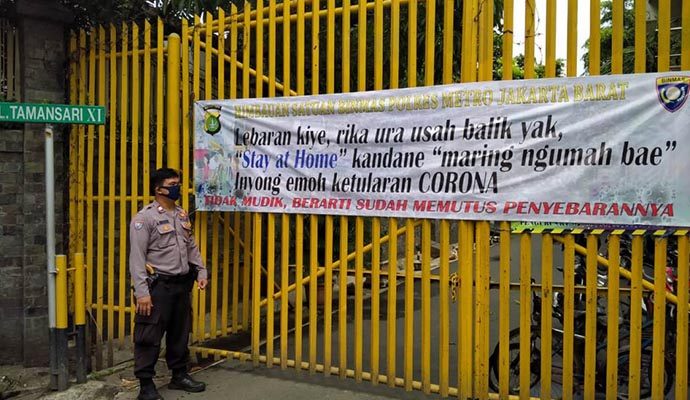 L. TAMANSARI XI
HIMBAUAN SATUAN BINMAS POLRES METRO JAKARTA BARAT
BINMAS
Lebaran kiye, rika ura usah balik yak,
"Stay at Home" kandane "maring ngumah bae"
Inyong emoh ketularan CORONA
TIDAK MUDIK, BERARTI SUDAH MEMUTUS PENYEBARANNYA